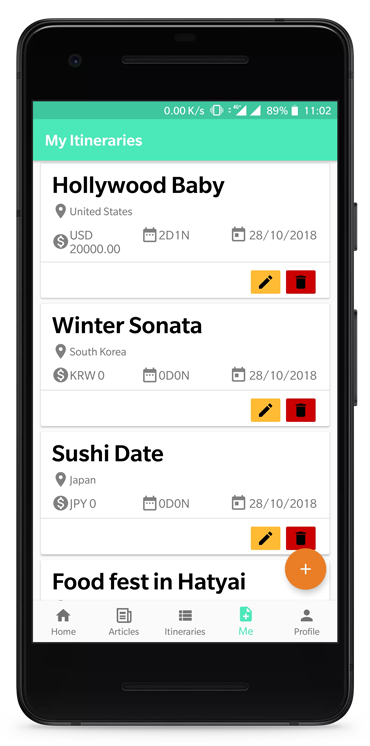 0.00 K/s 4G 89% 11:02
My Itineraries
Hollywood Baby
United States
USD 20000.00 2D1N 28/10/2018
Winter Sonata
South Korea
KRW 0 0D0N 28/10/2018
Sushi Date
Japan
JPY 0 0D0N 28/10/2018
Food fest in Hatyai
Home Articles Itineraries Me Profile